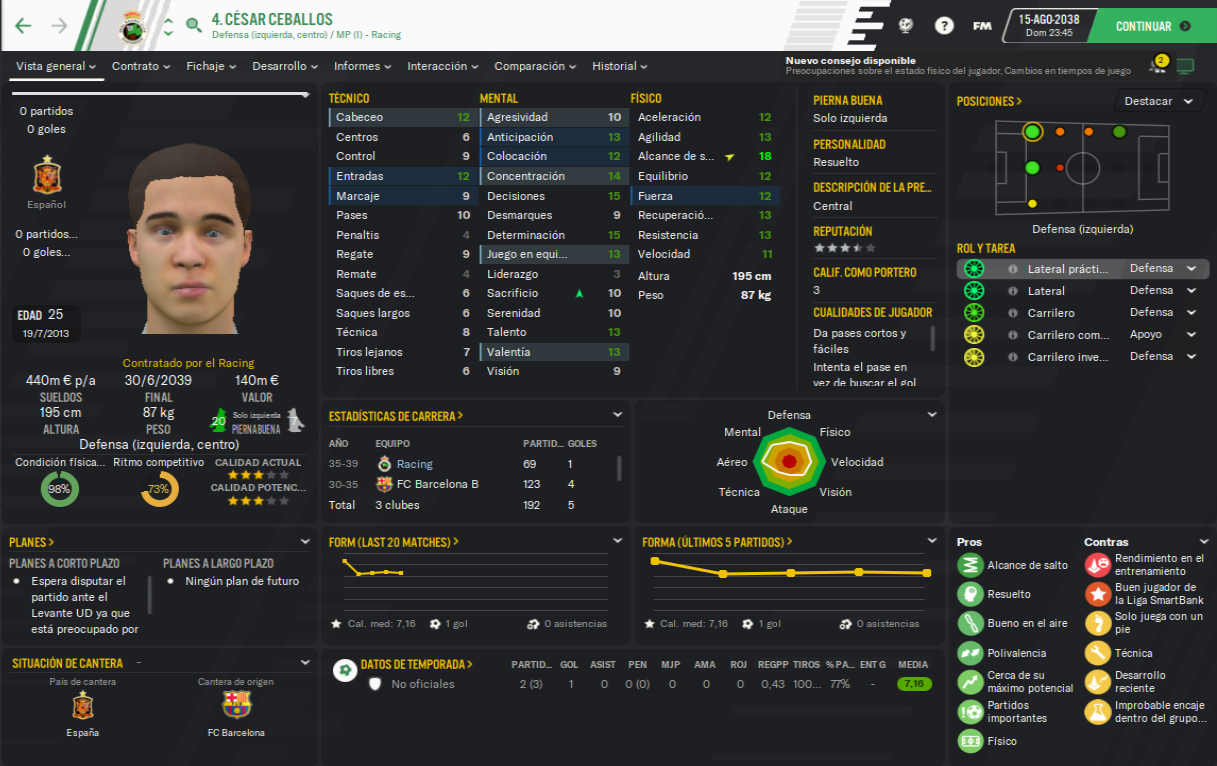 4. CÉSAR CEBALLOS
Defensa (izquierda, centro) / MP (I) - Racing
?
FM
15-AGO-2038
Dom 23:45
CONTINUAR
Vista general
Contrato
Fichaje
Desarrollo
Informes
Interacción
Comparación
Historial
Nuevo consejo disponible
Preocupaciones sobre el estado físico del jugador, Cambios en tiempos de juego
2
0 partidos
0 goles
Español
0 partidos...
0 goles...
EDAD 25
19/7/2013
Contratado por el Racing
440m € p/a
SUELDOS
30/6/2039
FINAL
140m €
VALOR
195 cm
ALTURA
87 kg
PESO
20
Solo izquierda
7
PIERNA BUENA
Defensa (izquierda, centro)
Condición física...
98%
Ritmo competitivo
73%
CALIDAD ACTUAL
CALIDAD POTENC...
TÉCNICO
Cabeceo 12
Centros 6
Control 9
Entradas 12
Marcaje 9
Pases 10
Penaltis 4
Regate 9
Remate 4
Saques de es... 6
Saques largos 6
Técnica 8
Tiros lejanos 7
Tiros libres 6
MENTAL
Agresividad 10
Anticipación 13
Colocación 12
Concentración 14
Decisiones 15
Desmarques 9
Determinación 15
Juego en equi... 13
Liderazgo 3
Sacrificio 10
Serenidad 10
Talento 13
Valentía 13
Visión 9
FÍSICO
Aceleración 12
Agilidad 13
Alcance de s... 18
Equilibrio 12
Fuerza 12
Recuperació... 13
Resistencia 13
Velocidad 11
Altura 195 cm
Peso 87 kg
PIERNA BUENA
Solo izquierda
PERSONALIDAD
Resuelto
DESCRIPCIÓN DE LA PRE...
Central
REPUTACIÓN
CALIF. COMO PORTERO
3
CUALIDADES DE JUGADOR
Da pases cortos y
fáciles
Intenta el pase en
vez de buscar el gol
POSICIONES >
Destacar
Defensa (izquierda)
ROL Y TAREA
Lateral prácti... Defensa
Lateral Defensa
Carrilero Defensa
Carrilero com... Apoyo
Carrilero inve... Defensa
ESTADÍSTICAS DE CARRERA >
AÑO EQUIPO PARTID... GOLES
35-39 Racing 69 1
30-35 FC Barcelona B 123 4
Total 3 clubes 192 5
Defensa
Mental
Físico
Aéreo
Velocidad
Técnica
Visión
Ataque
PLANES >
PLANES A CORTO PLAZO
Espera disputar el
partido ante el
Levante UD ya que
está preocupado por
PLANES A LARGO PLAZO
Ningún plan de futuro
FORM (LAST 20 MATCHES) >
Cal. med: 7,16
1 gol
0 asistencias
FORMA (ÚLTIMOS 5 PARTIDOS) >
Cal. med: 7,16
1 gol
0 asistencias
Pros
Alcance de salto
Resuelto
Bueno en el aire
Polivalencia
Cerca de su
máximo potencial
Partidos
importantes
Físico
Contras
Rendimiento en el
entrenamiento
Buen jugador de
la Liga SmartBank
Solo juega con un
pie
Técnica
Desarrollo
reciente
Improbable encaje
dentro del grupo...
SITUACIÓN DE CANTERA -
País de cantera
España
Cantera de origen
FC Barcelona
DATOS DE TEMPORADA >
PARTID... GOL ASIST PEN MJP AMA ROJ REGPP TIROS % PA... ENT G MEDIA
No oficiales 2 (3) 1 0 0 (0) 0 0 0 0,43 100... 77% - 7,16